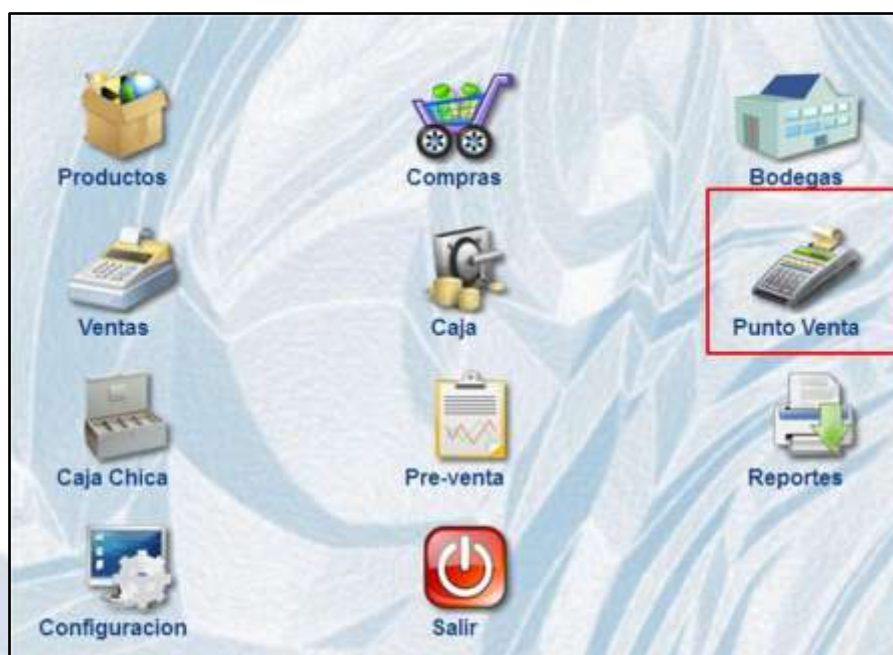 Productos
Compras
Bodegas
Ventas
Caja
Punto Venta
Caja Chica
Pre-venta
Reportes
Configuracion
Salir